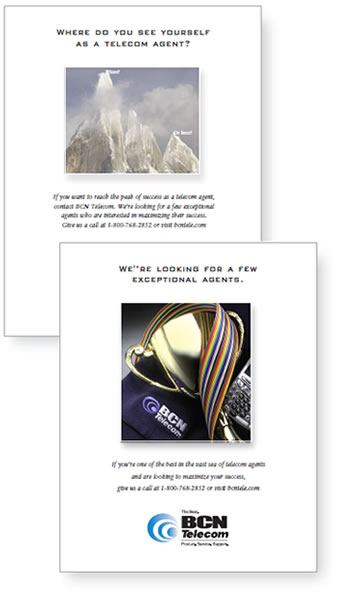 WHERE DO YOU SEE YOURSELF
AS A TELECOM AGENT?
If you want to reach the peak of success as a telecom agent,
contact BCN Telecom. We're looking for a few exceptional
agents who are interested in maximizing their success.
Give us a call at 1-800-768-2852 or visit bcntele.com
WE''RE LOOKING FOR A FEW
EXCEPTIONAL AGENTS.
BCN
Telecom
If you're one of the best in the vast sea of telecom agents
and are looking to maximize your success,
give us a call at 1-800-768-2852 or visit bcntele.com
The Best.
BCN
Telecom
Products. Service. Support.